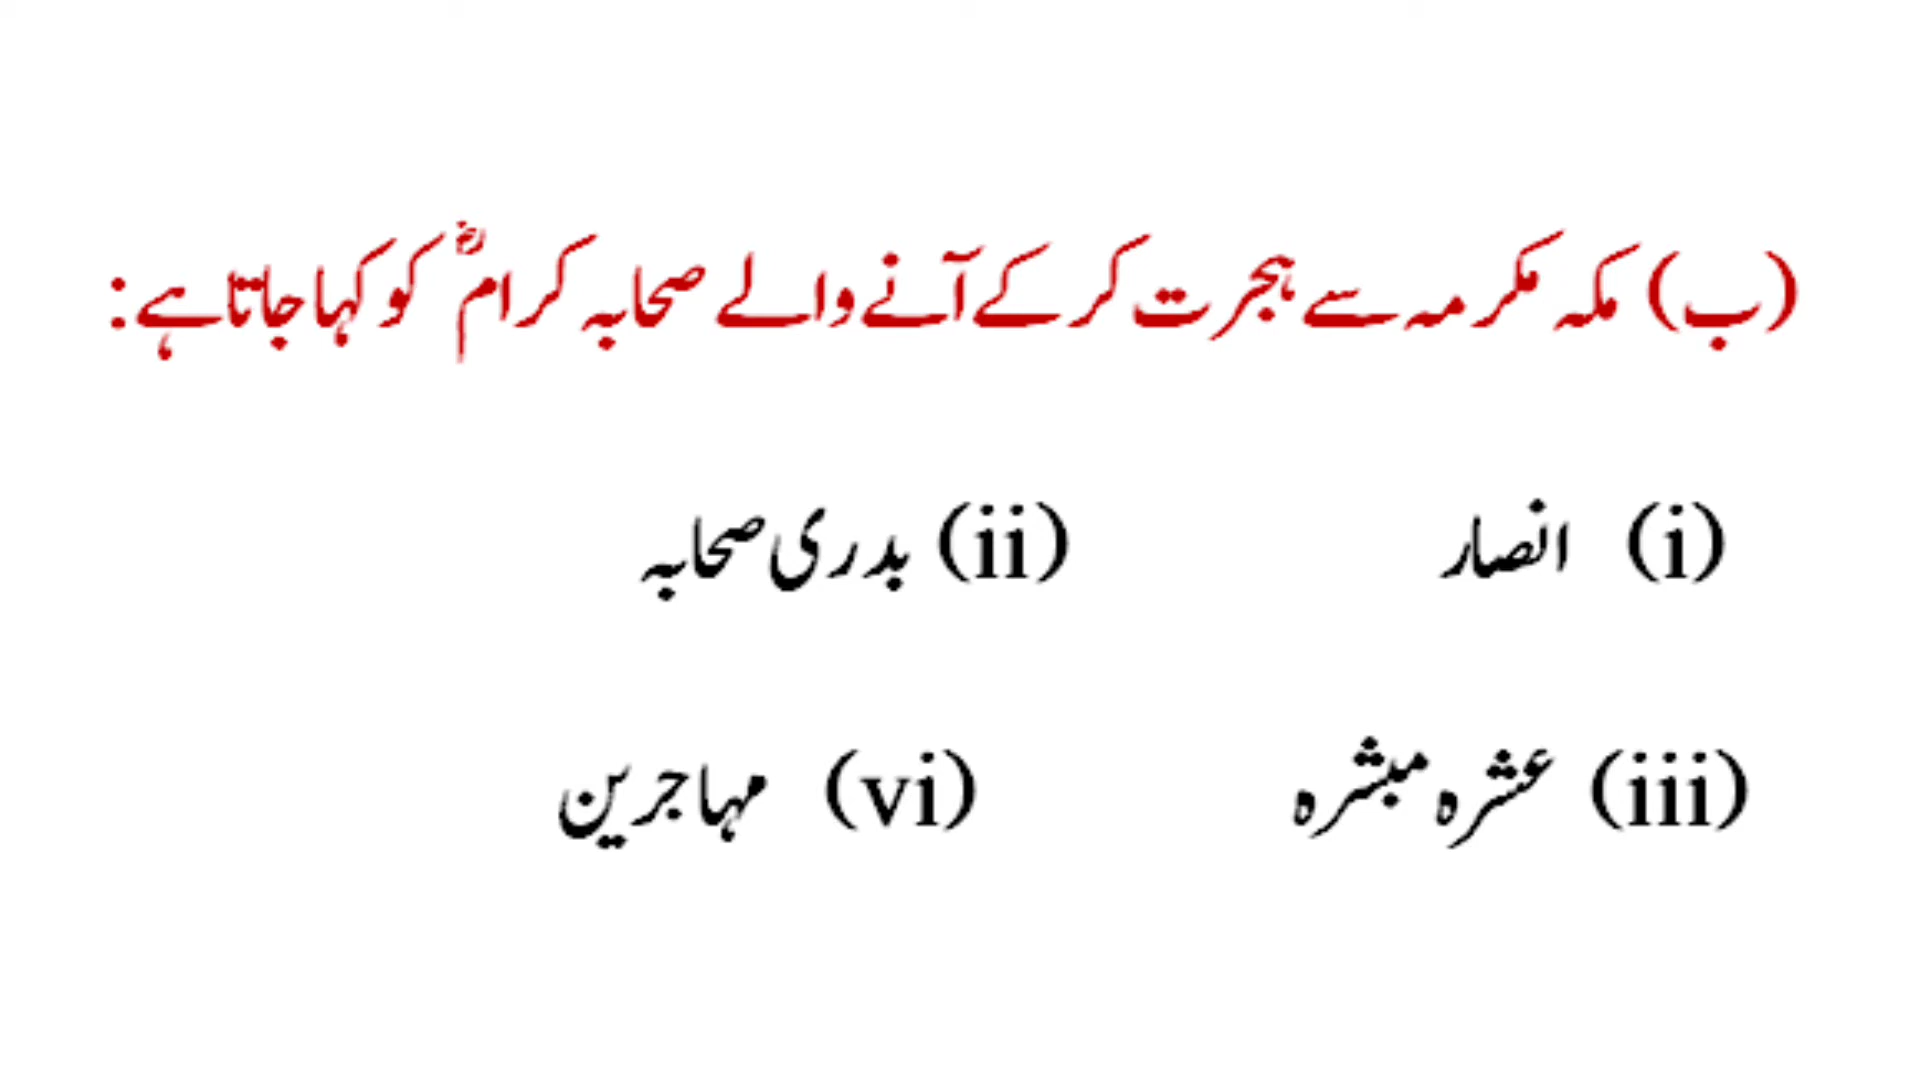 (ب) مکہ مکرمہ سے ہجرت کر کے آنے والے صحابہ کرامؓ کو کہا جاتا ہے:
(i) انصار (ii) بدری صحابہ
(iii) عشرہ مبشرہ (vi) مہاجرین